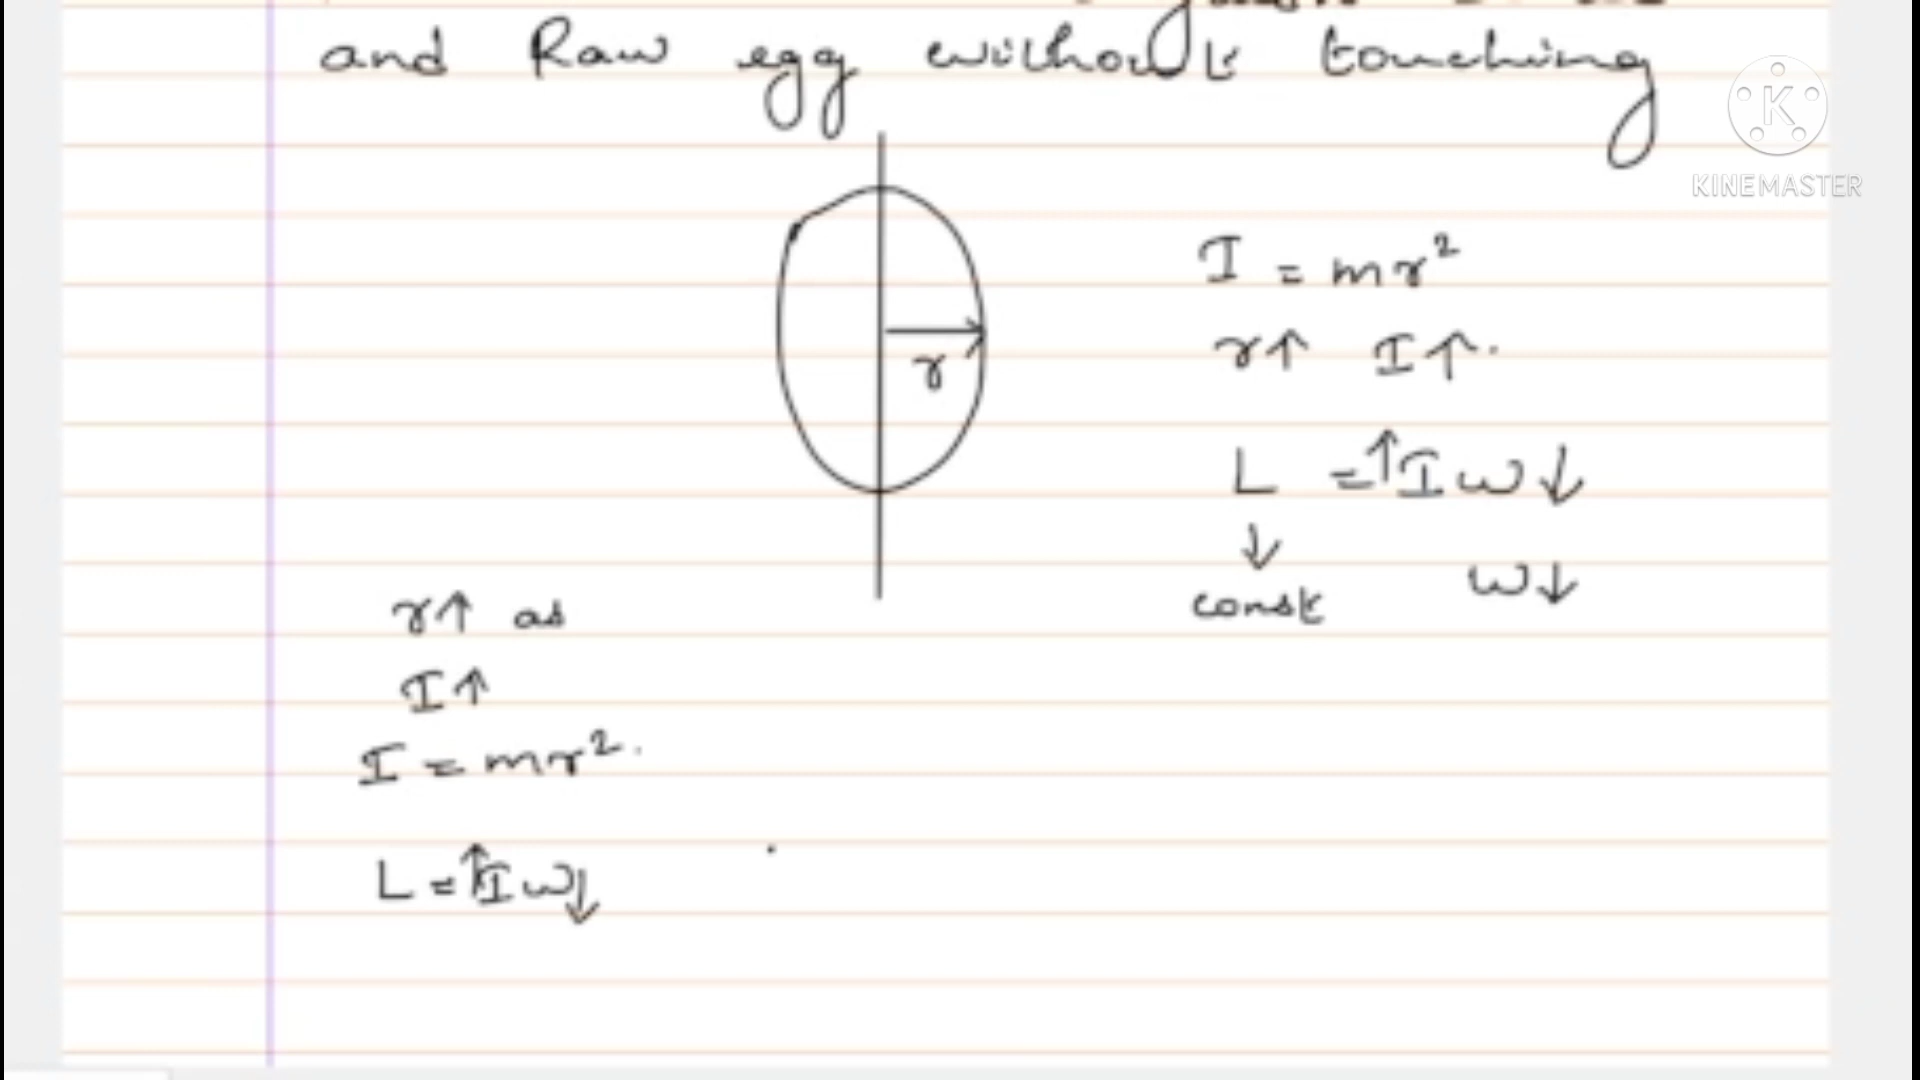 and Raw egg without touching
K
KINEMASTER
I = mr²
r↑ I↑.
r
L = ↑Iω↓
↓
const ω↓
r↑ as
I↑
I = mr².
L = ↑Iω↓